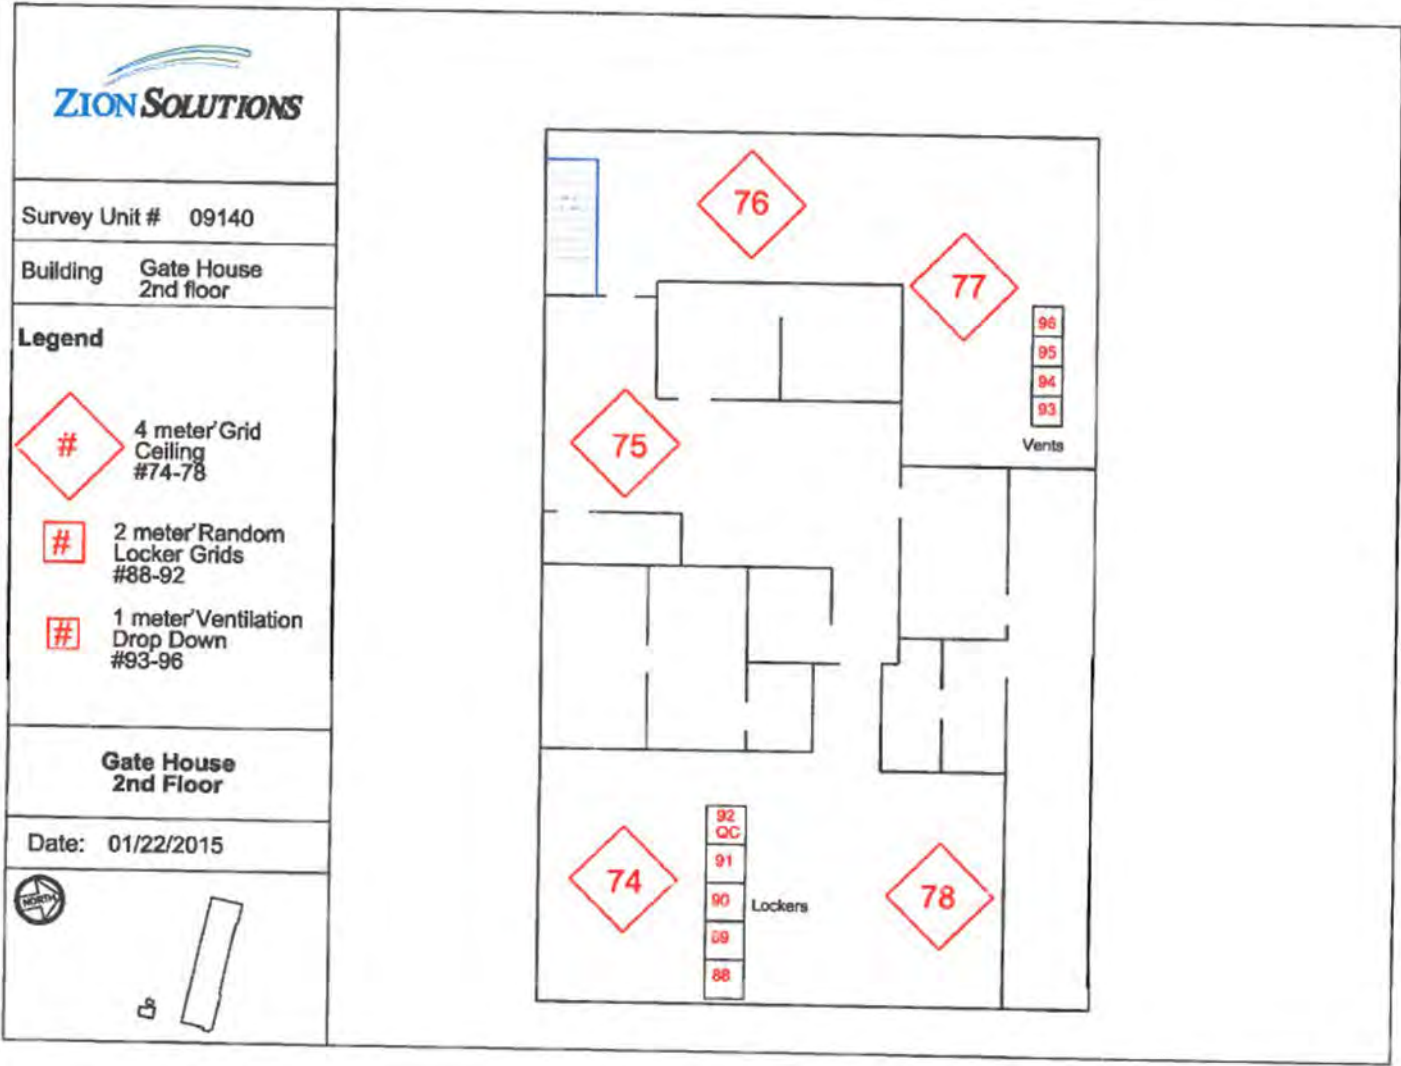 ZIONSOLUTIONS
Survey Unit # 09140
Building Gate House
2nd floor
Legend
#
4 meter' Grid
Ceiling
#74-78
#
2 meter' Random
Locker Grids
#88-92
#
1 meter' Ventilation
Drop Down
#93-96
Gate House
2nd Floor
Date: 01/22/2015
NORTH
76
77
96
95
94
93
Vents
75
74
92
QC
91
90
Lockers
89
88
78